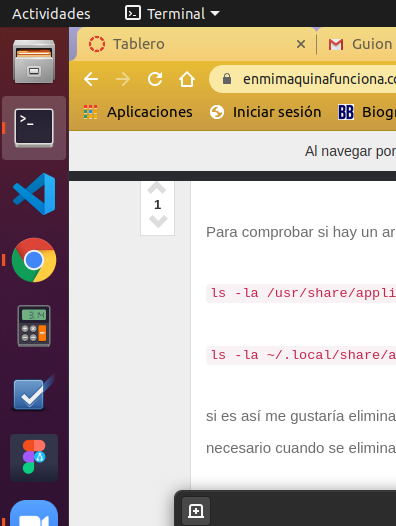 Actividades
Terminal
Tablero
Guion
enmimaquinafunciona.co
Aplicaciones
Iniciar sesión
BB
Biogr
Al navegar por
1
Para comprobar si hay un ar
ls -la /usr/share/appli
ls -la ~/.local/share/a
si es así me gustaría elimina
necesario cuando se elimina